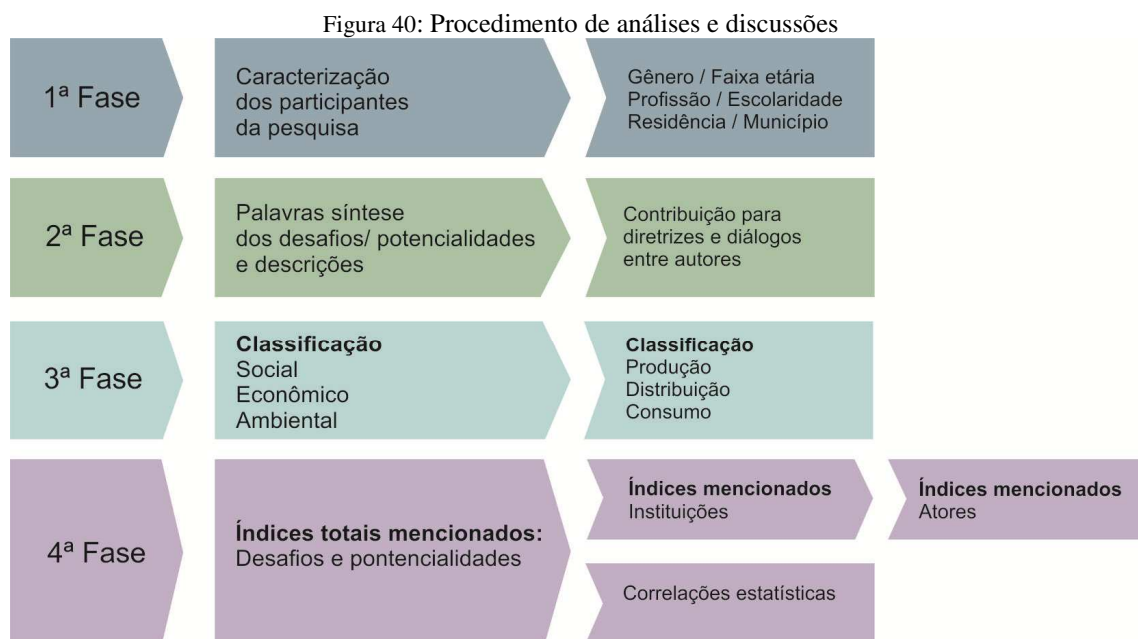 Figura 40: Procedimento de análises e discussões
1ª Fase
Caracterização
dos participantes
da pesquisa
Gênero / Faixa etária
Profissão / Escolaridade
Residência / Município
2ª Fase
Palavras síntese
dos desafios/ potencialidades
e descrições
Contribuição para
diretrizes e diálogos
entre autores
3ª Fase
Classificação
Social
Econômico
Ambiental
Classificação
Produção
Distribuição
Consumo
4ª Fase
Índices totais mencionados:
Desafios e pontencialidades
Índices mencionados
Instituições
Índices mencionados
Atores
Correlações estatísticas